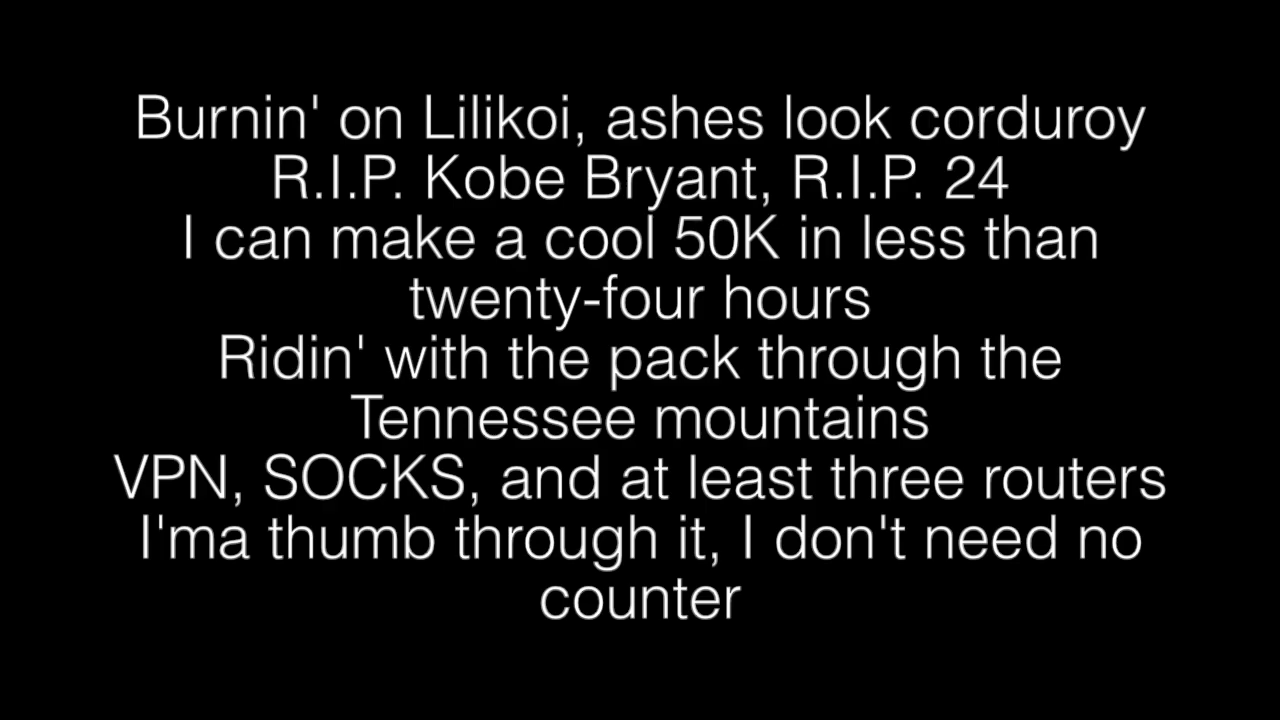 Burnin' on Lilikoi, ashes look corduroy
R.I.P. Kobe Bryant, R.I.P. 24
I can make a cool 50K in less than
twenty-four hours
Ridin' with the pack through the
Tennessee mountains
VPN, SOCKS, and at least three routers
I'ma thumb through it, I don't need no
counter